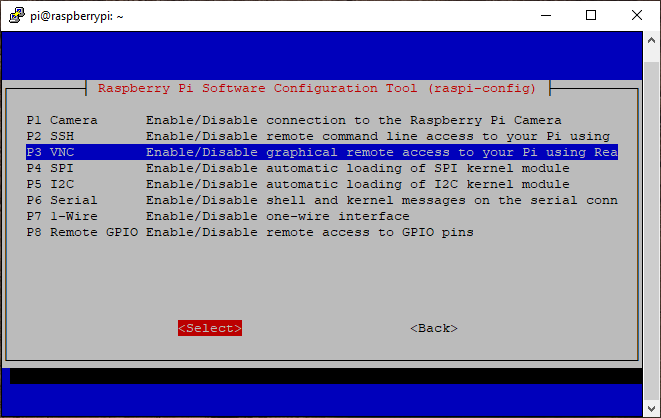 pi@raspberrypi: ~
Raspberry Pi Software Configuration Tool (raspi-config)
P1 Camera Enable/Disable connection to the Raspberry Pi Camera
P2 SSH Enable/Disable remote command line access to your Pi using
P3 VNC Enable/Disable graphical remote access to your Pi using Rea
P4 SPI Enable/Disable automatic loading of SPI kernel module
P5 I2C Enable/Disable automatic loading of I2C kernel module
P6 Serial Enable/Disable shell and kernel messages on the serial conn
P7 1-Wire Enable/Disable one-wire interface
P8 Remote GPIO Enable/Disable remote access to GPIO pins
<Select> <Back>